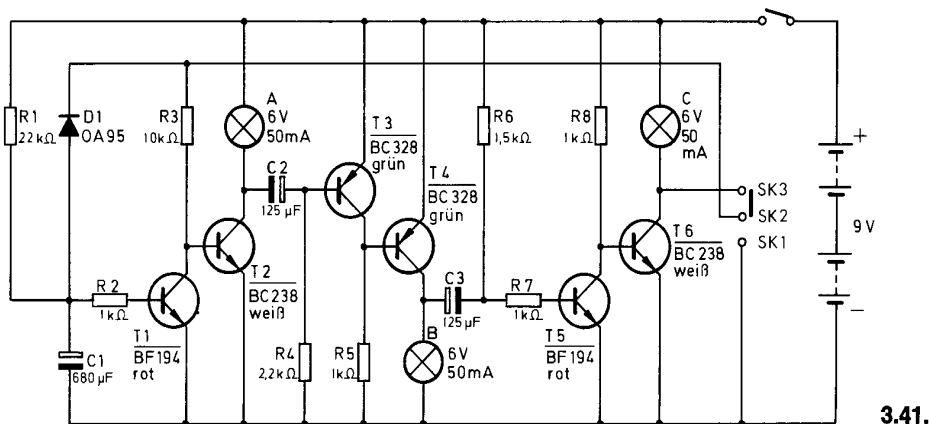 R1
22kΩ
D1
OA95
R3
10kΩ
A
6V
50mA
C2
125µF
T3
BC328
grün
T4
BC328
grün
R6
1,5kΩ
R8
1kΩ
C
6V
50
mA
+
SK3
SK2
SK1
9V
−
R2
1kΩ
T1
BF194
rot
T2
BC238
weiß
C1
680µF
R4
2,2kΩ
R5
1kΩ
B
6V
50mA
C3
125µF
R7
1kΩ
T5
BF194
rot
T6
BC238
weiß
3.41.